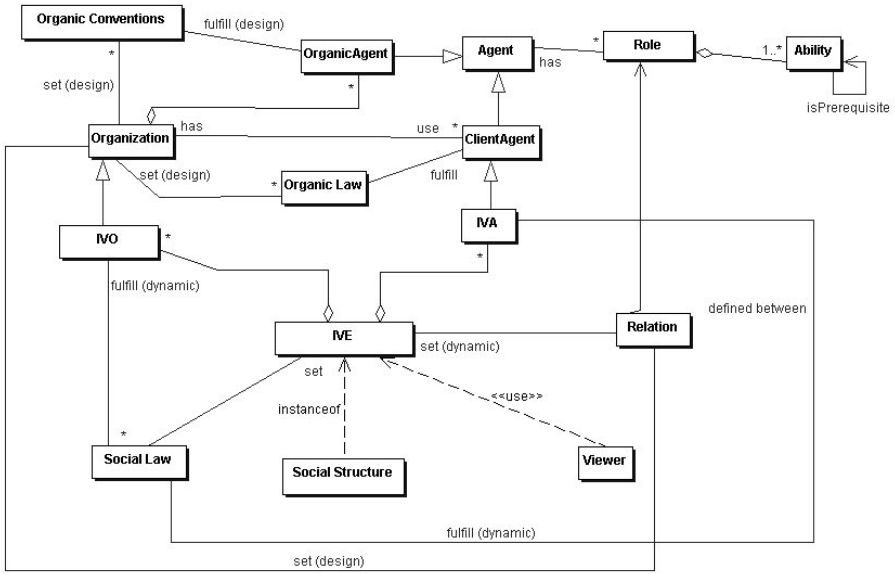 Organic Conventions
fulfill (design)
OrganicAgent
Agent
*
Role
1..*
Ability
has
*
set (design)
*
isPrerequisite
Organization
has
use
*
ClientAgent
set (design)
*
Organic Law
fulfill
IVO
*
IVA
*
fulfill (dynamic)
defined between
IVE
set (dynamic)
Relation
set
instanceof
<<use>>
*
Social Law
Social Structure
Viewer
fulfill (dynamic)
set (design)